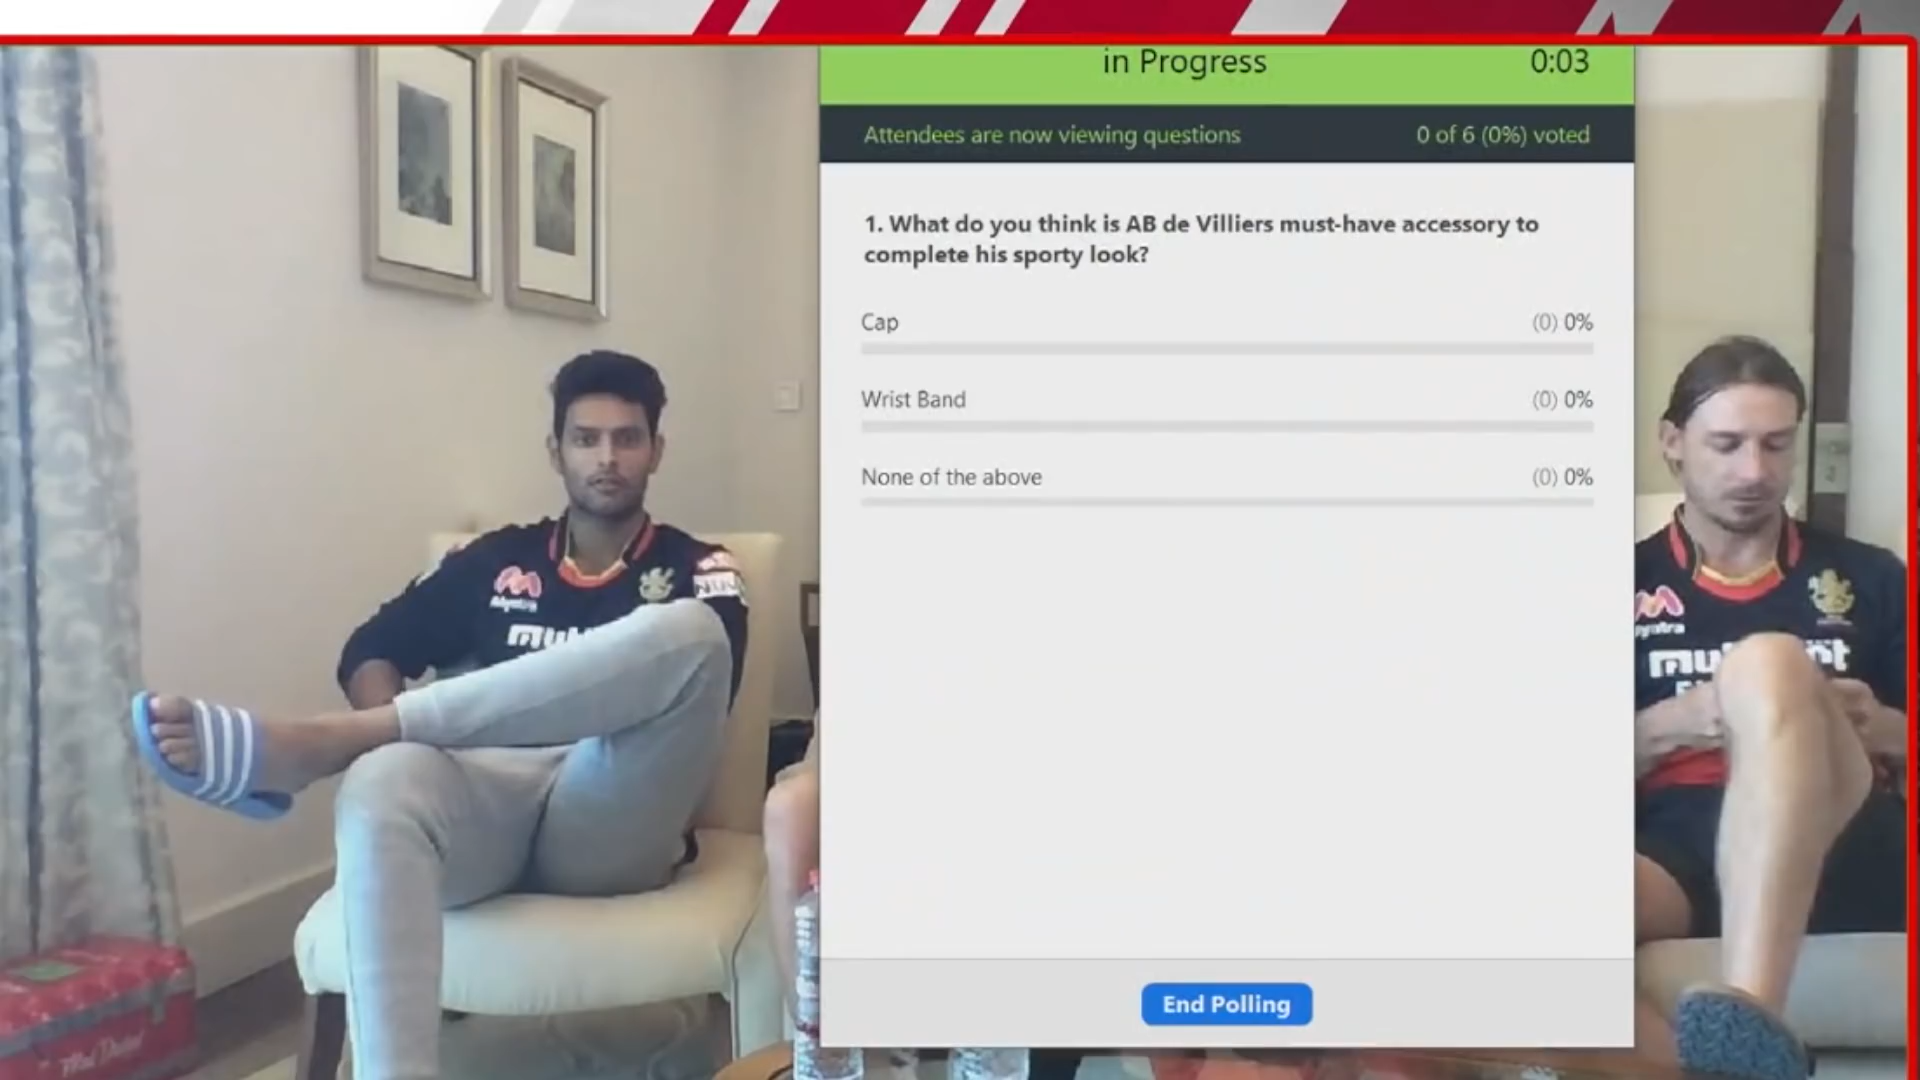 in Progress 0:03
Attendees are now viewing questions 0 of 6 (0%) voted
1. What do you think is AB de Villiers must-have accessory to
complete his sporty look?
Cap (0) 0%
Wrist Band (0) 0%
None of the above (0) 0%
End Polling
Myntra